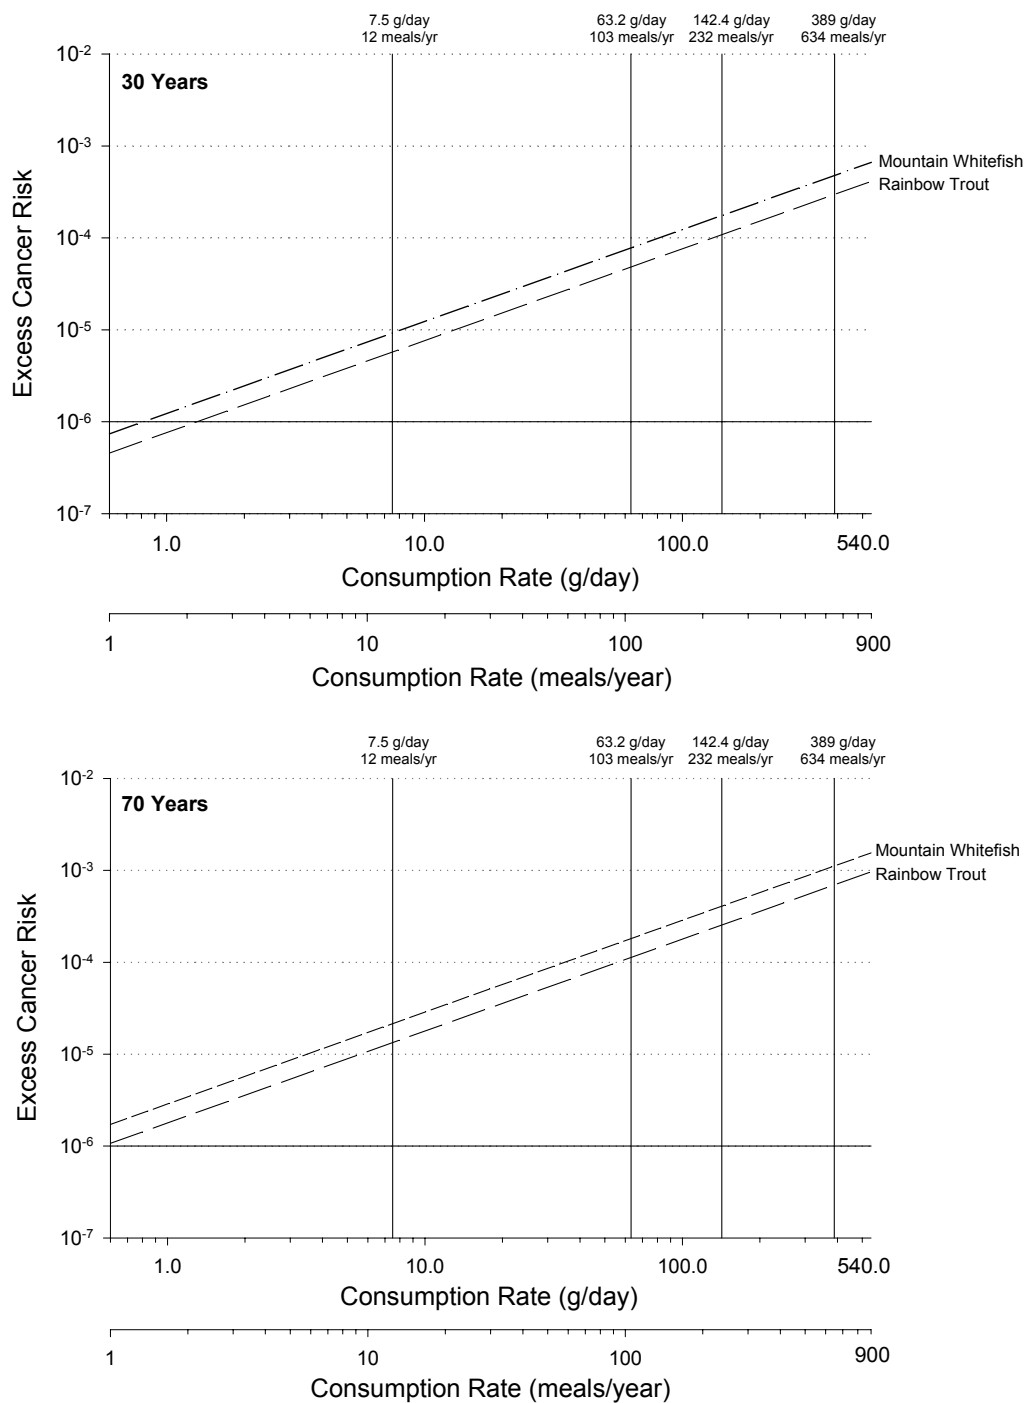 7.5 g/day 63.2 g/day 142.4 g/day 389 g/day
12 meals/yr 103 meals/yr 232 meals/yr 634 meals/yr
30 Years
Excess Cancer Risk
10-2
10-3
10-4
10-5
10-6
10-7
Mountain Whitefish
Rainbow Trout
1.0 10.0 100.0 540.0
Consumption Rate (g/day)
1 10 100 900
Consumption Rate (meals/year)
7.5 g/day 63.2 g/day 142.4 g/day 389 g/day
12 meals/yr 103 meals/yr 232 meals/yr 634 meals/yr
70 Years
Excess Cancer Risk
10-2
10-3
10-4
10-5
10-6
10-7
Mountain Whitefish
Rainbow Trout
1.0 10.0 100.0 540.0
Consumption Rate (g/day)
1 10 100 900
Consumption Rate (meals/year)